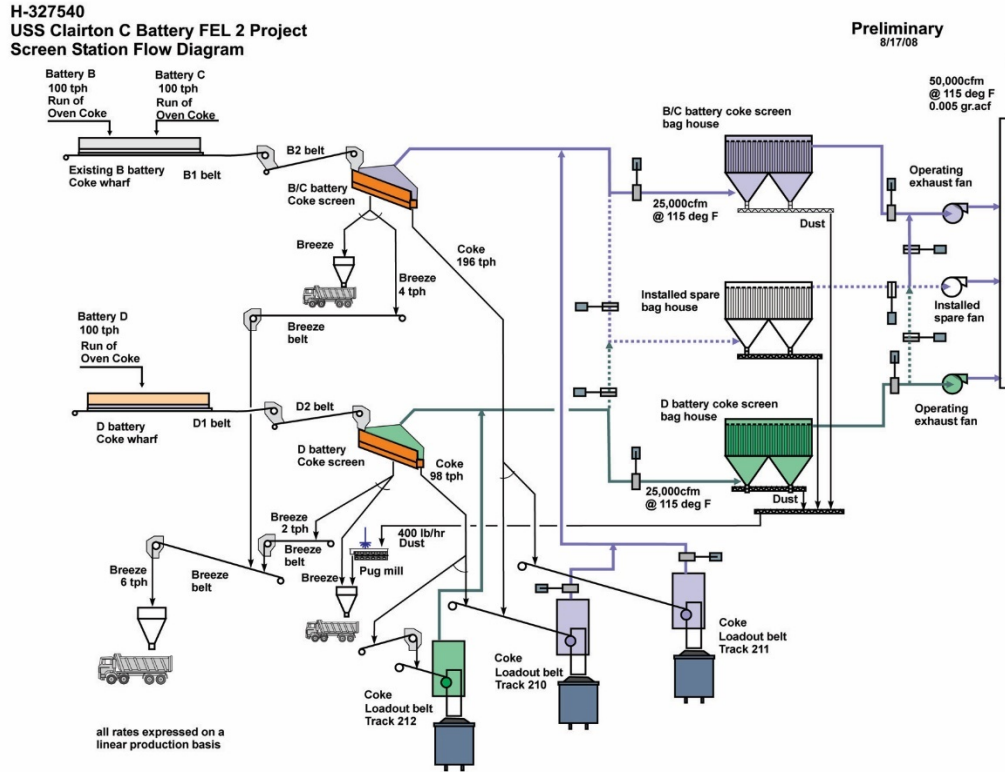 H-327540
USS Clairton C Battery FEL 2 Project
Screen Station Flow Diagram
Preliminary
8/17/08
Battery B
100 tph
Run of
Oven Coke
Battery C
100 tph
Run of
Oven Coke
50,000cfm
@ 115 deg F
0.005 gr.acf
B/C battery coke screen
bag house
B2 belt
Existing B battery
Coke wharf
B1 belt
B/C battery
Coke screen
25,000cfm
@ 115 deg F
Operating
exhaust fan
Dust
Breeze
Coke
196 tph
Breeze
4 tph
Installed spare
bag house
Installed
spare fan
Battery D
100 tph
Run of
Oven Coke
Breeze
belt
D2 belt
D1 belt
D battery
Coke wharf
D battery
Coke screen
Coke
98 tph
D battery coke screen
bag house
Operating
exhaust fan
25,000cfm
@ 115 deg F
Dust
Breeze
2 tph
400 lb/hr
Dust
Breeze
belt
Pug mill
Breeze
6 tph
Breeze
belt
Breeze
Coke
Loadout belt
Track 211
Coke
Loadout belt
Track 210
Coke
Loadout belt
Track 212
all rates expressed on a
linear production basis